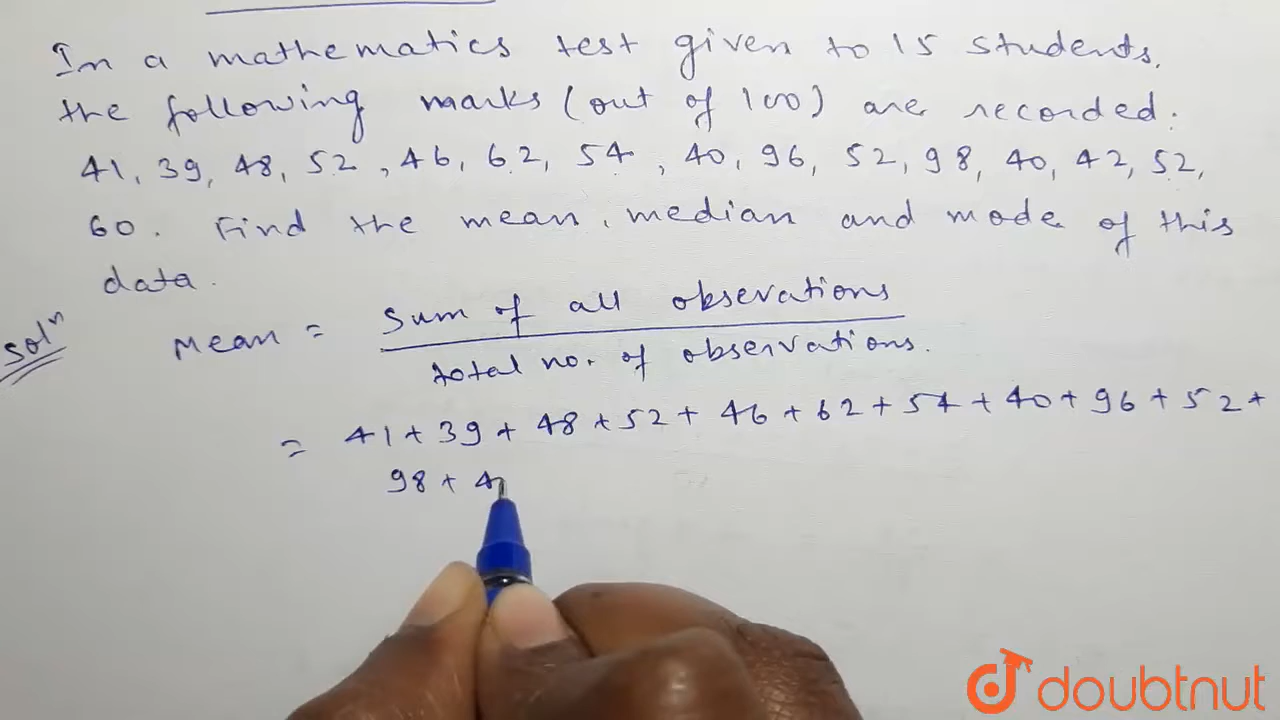 In a mathematics test given to 15 students,
the following marks (out of 100) are recorded.
41, 39, 48, 52, 46, 62, 54, 40, 96, 52, 98, 40, 42, 52,
60. Find the mean, median and mode of this
data.
Solⁿ Mean = Sum of all obsevations
total no. of observations.
= 41 + 39 + 48 + 52 + 46 + 62 + 54 + 40 + 96 + 52 +
98 + 4
doubtnut